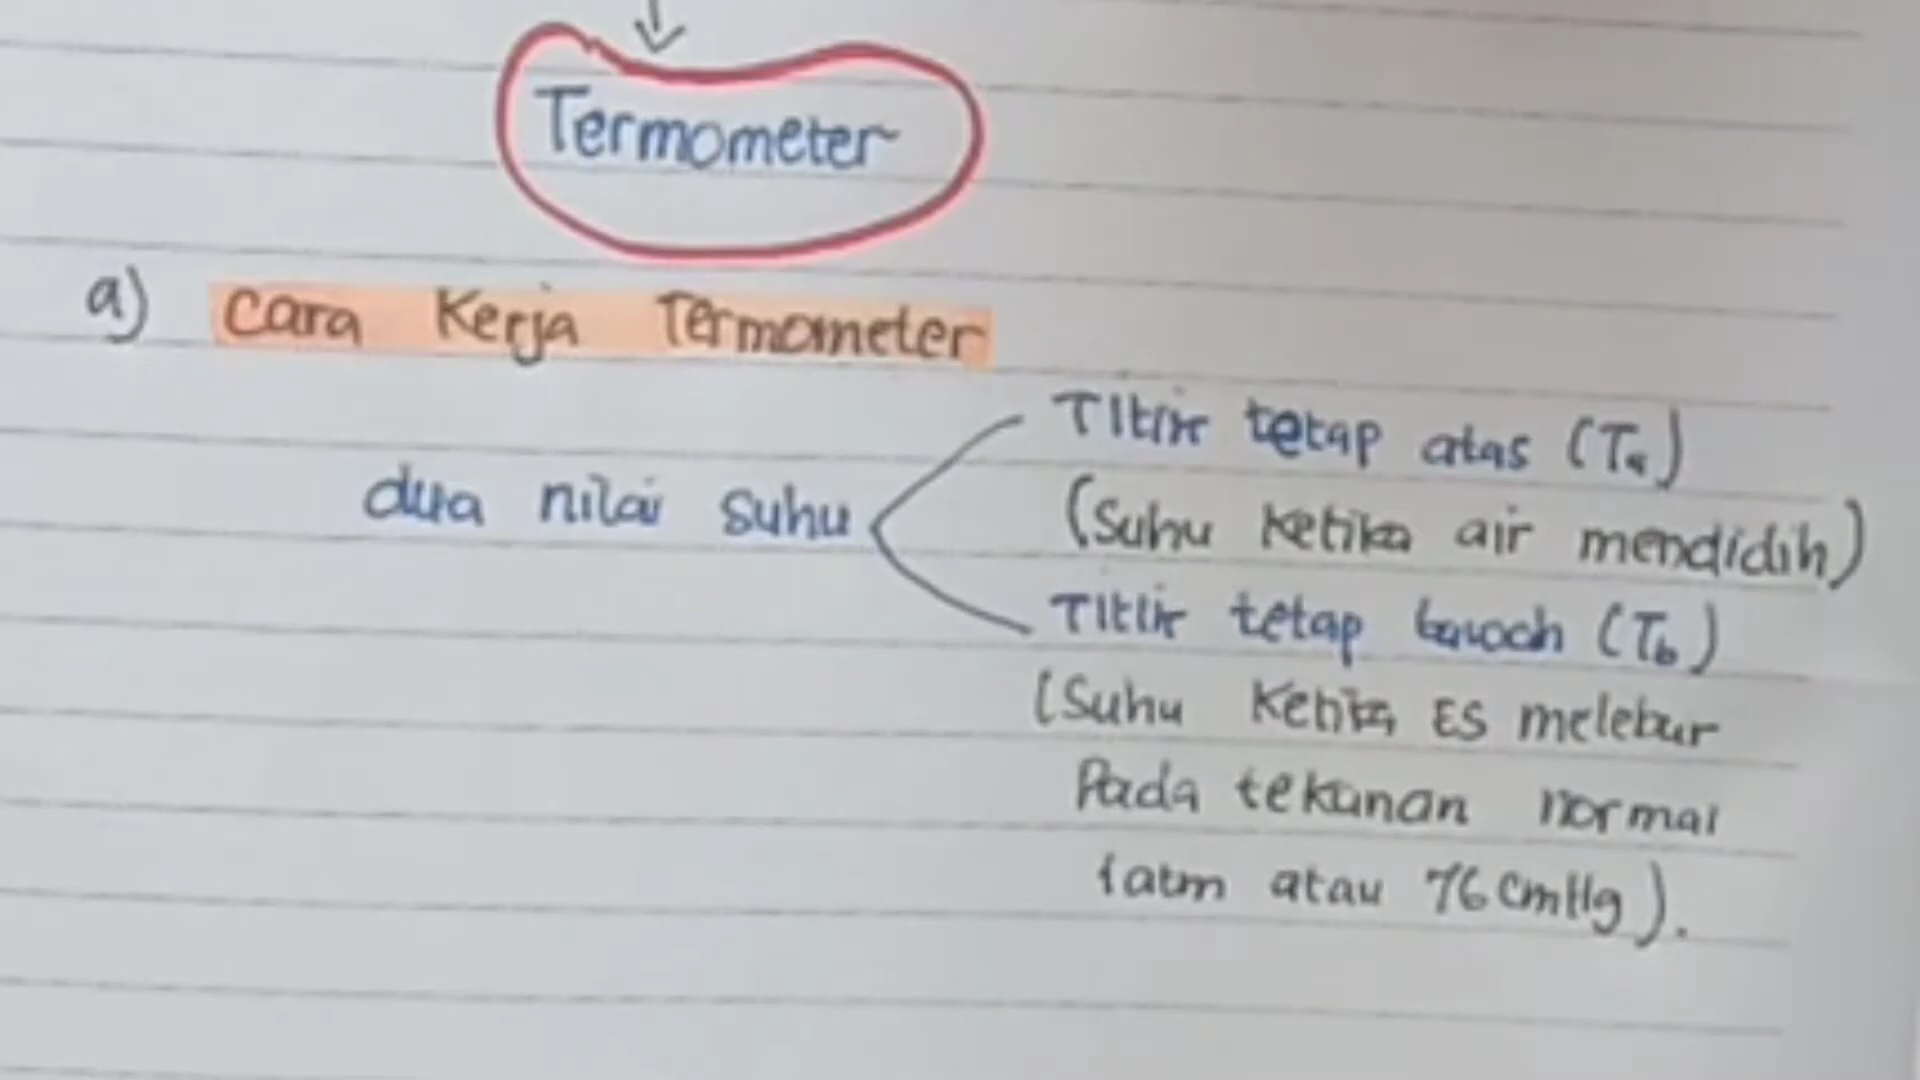 Termometer
a) Cara Kerja Termometer
Titik tetap atas (Ta)
dua nilai suhu
(Suhu ketika air mendidih)
Titik tetap bawah (Tb)
(Suhu Ketika ES melebur
Pada tekanan normal
1atm atau 76 CmHg).